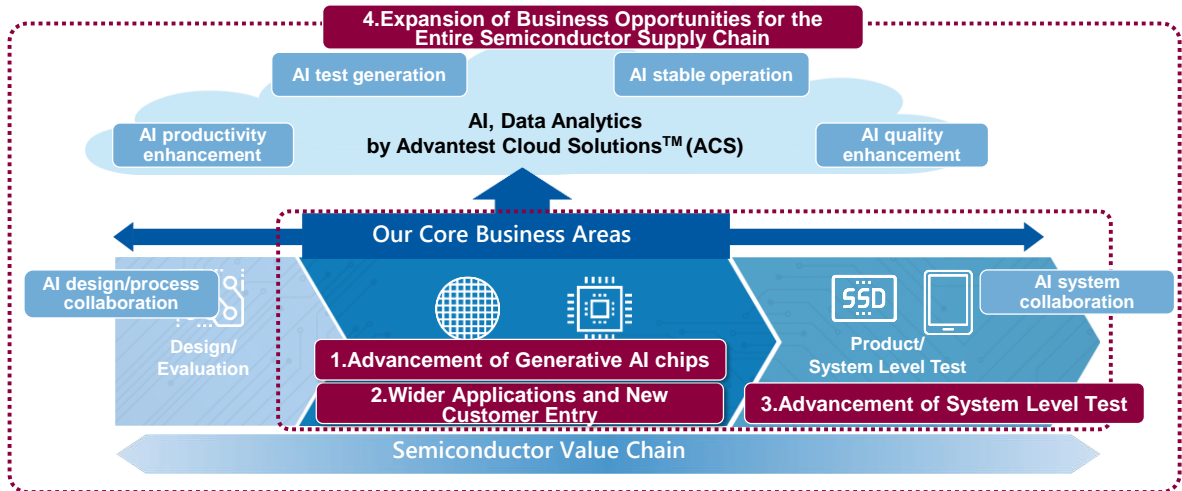 4.Expansion of Business Opportunities for the
Entire Semiconductor Supply Chain
AI test generation
AI stable operation
AI productivity
enhancement
AI, Data Analytics
by Advantest Cloud Solutions™ (ACS)
AI quality
enhancement
Our Core Business Areas
AI design/process
collaboration
SSD
AI system
collaboration
Design/
Evaluation
Product/
System Level Test
1.Advancement of Generative AI chips
2.Wider Applications and New
Customer Entry
3.Advancement of System Level Test
Semiconductor Value Chain